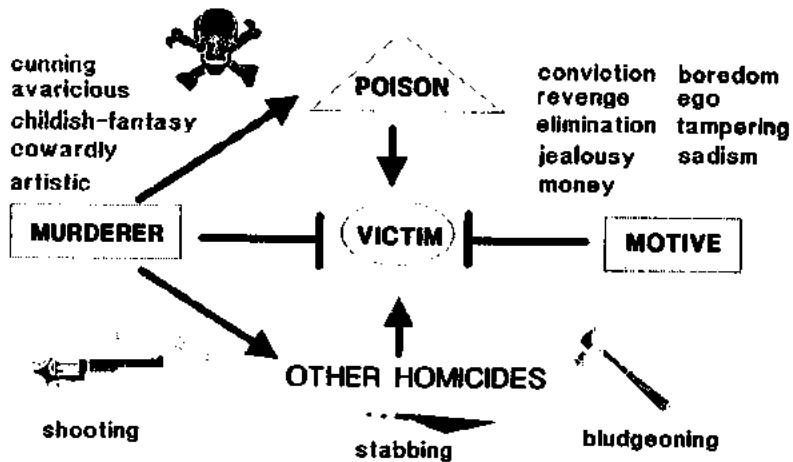 cunning
avaricious
childish-fantasy
cowardly
artistic
POISON
conviction boredom
revenge ego
elimination tampering
jealousy sadism
money
MURDERER
VICTIM
MOTIVE
OTHER HOMICIDES
shooting
stabbing
bludgeoning